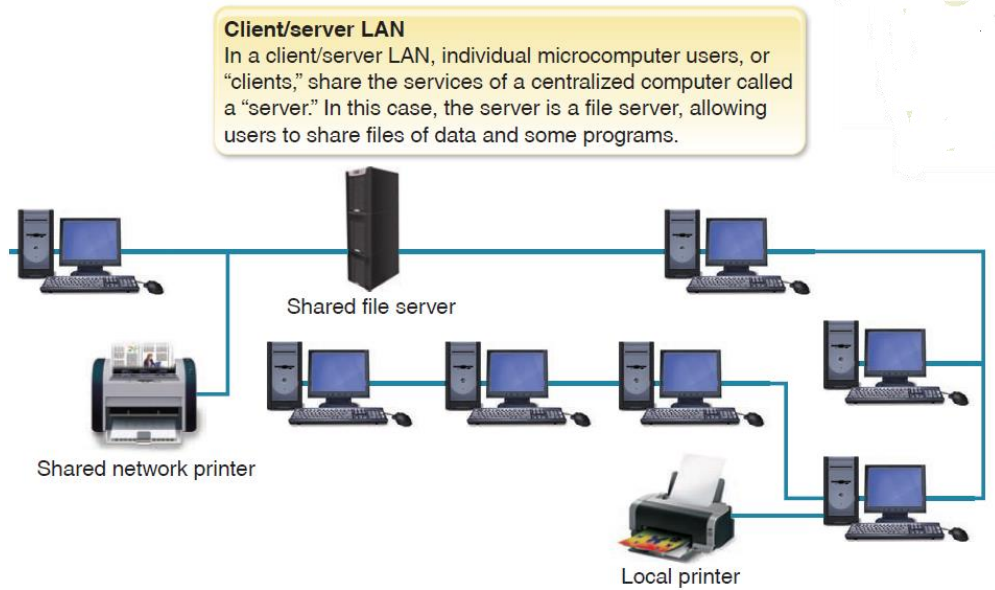 Client/server LAN
In a client/server LAN, individual microcomputer users, or
“clients,” share the services of a centralized computer called
a “server.” In this case, the server is a file server, allowing
users to share files of data and some programs.
Shared file server
Shared network printer
Local printer